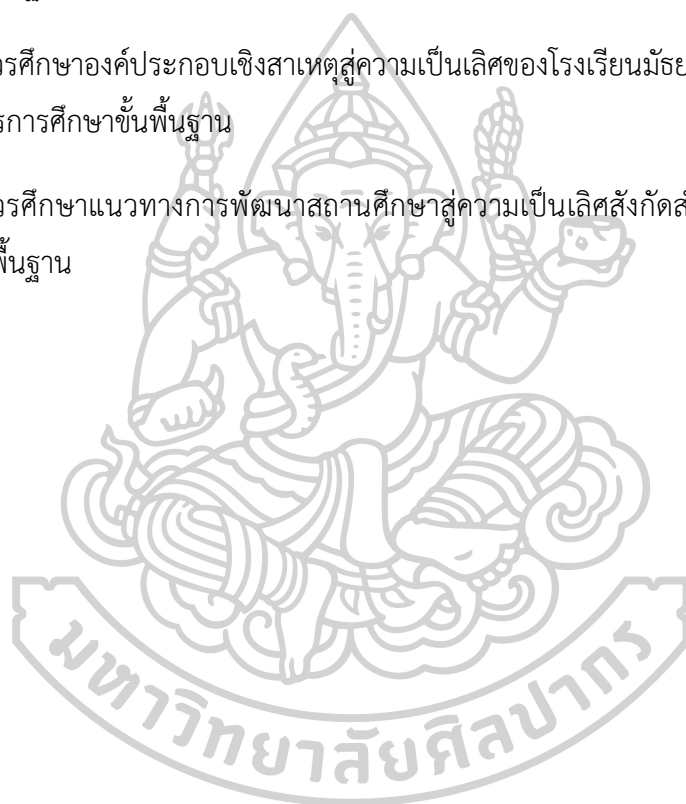 วรศึกษาองค์ประกอบเชิงสาเหตุสู่ความเป็นเลิศของโรงเรียนมัธย
รการศึกษาขั้นพื้นฐาน
วรศึกษาแนวทางการพัฒนาสถานศึกษาสู่ความเป็นเลิศสังกัดส
พื้นฐาน
มหาวิทยาลัยศิลปากร